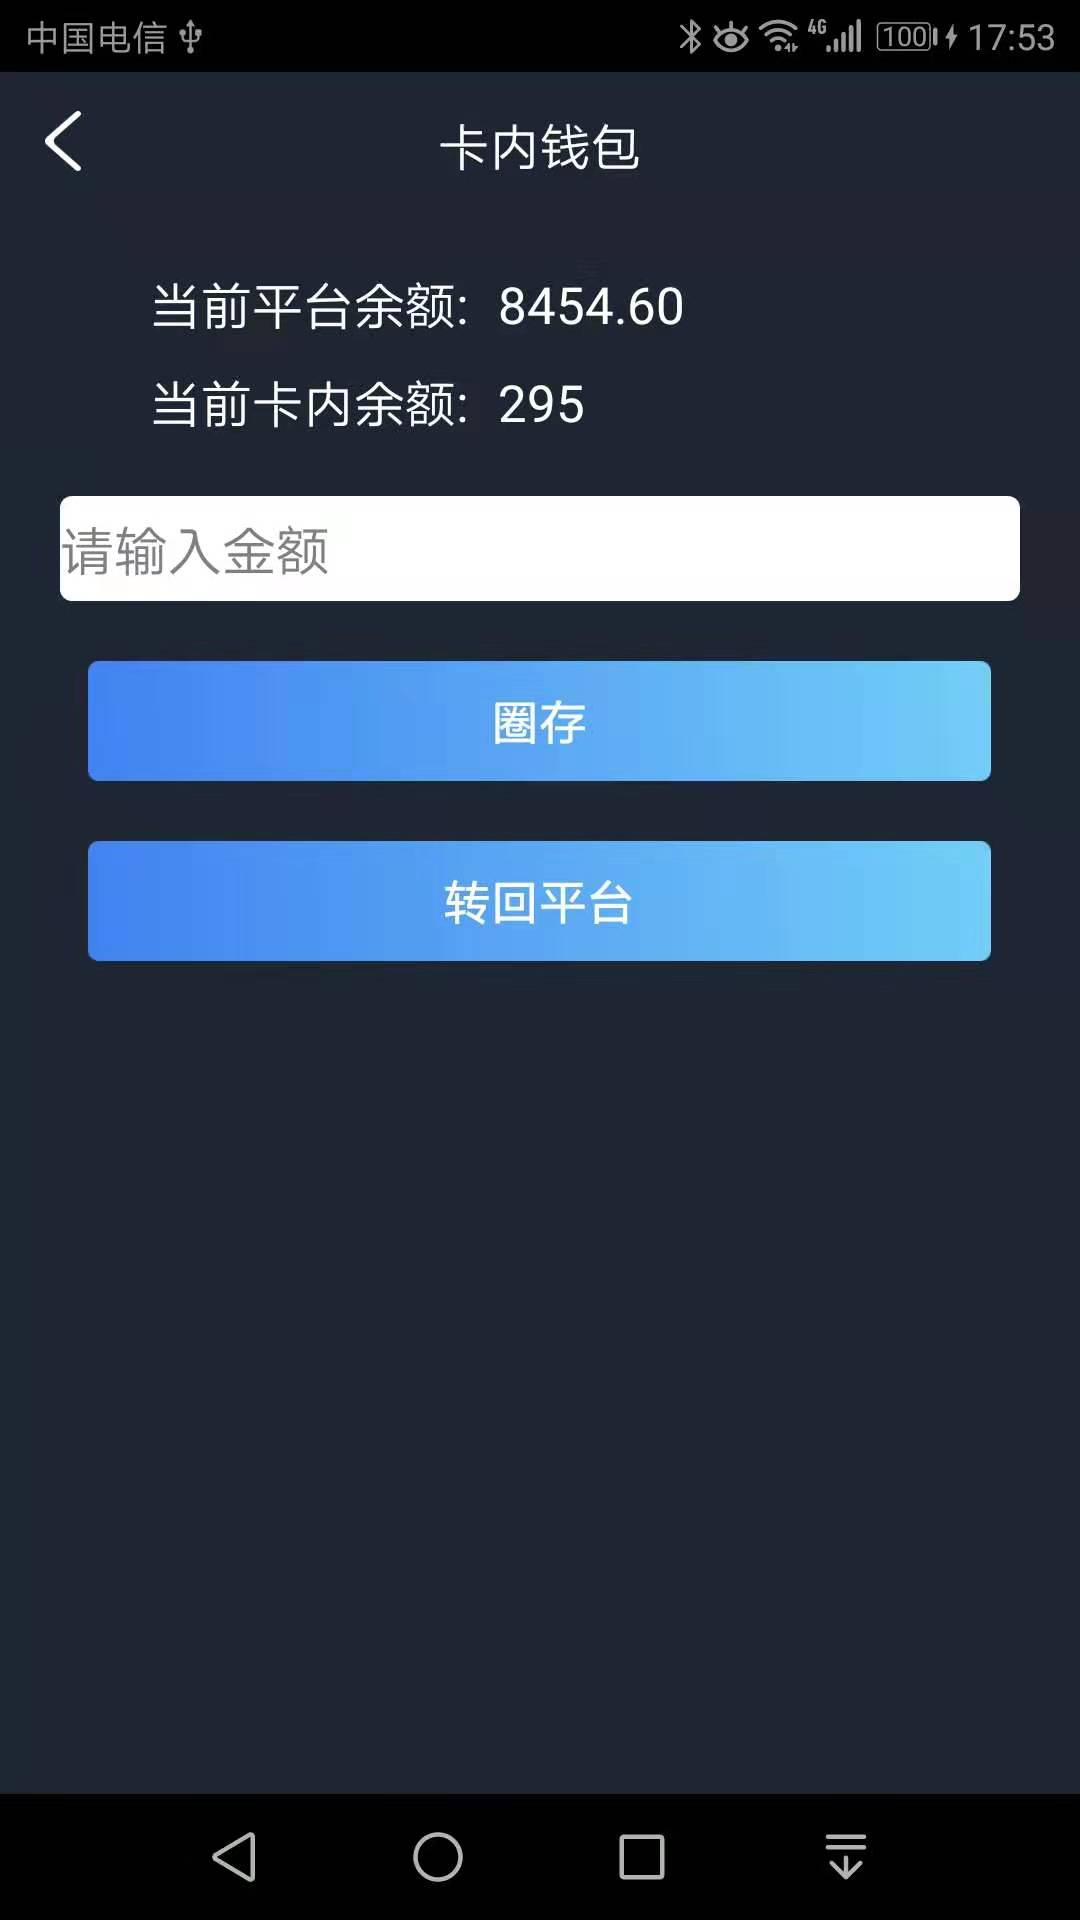 中国电信 4G 100 17:53
卡内钱包
当前平台余额: 8454.60
当前卡内余额: 295
请输入金额
圈存
转回平台